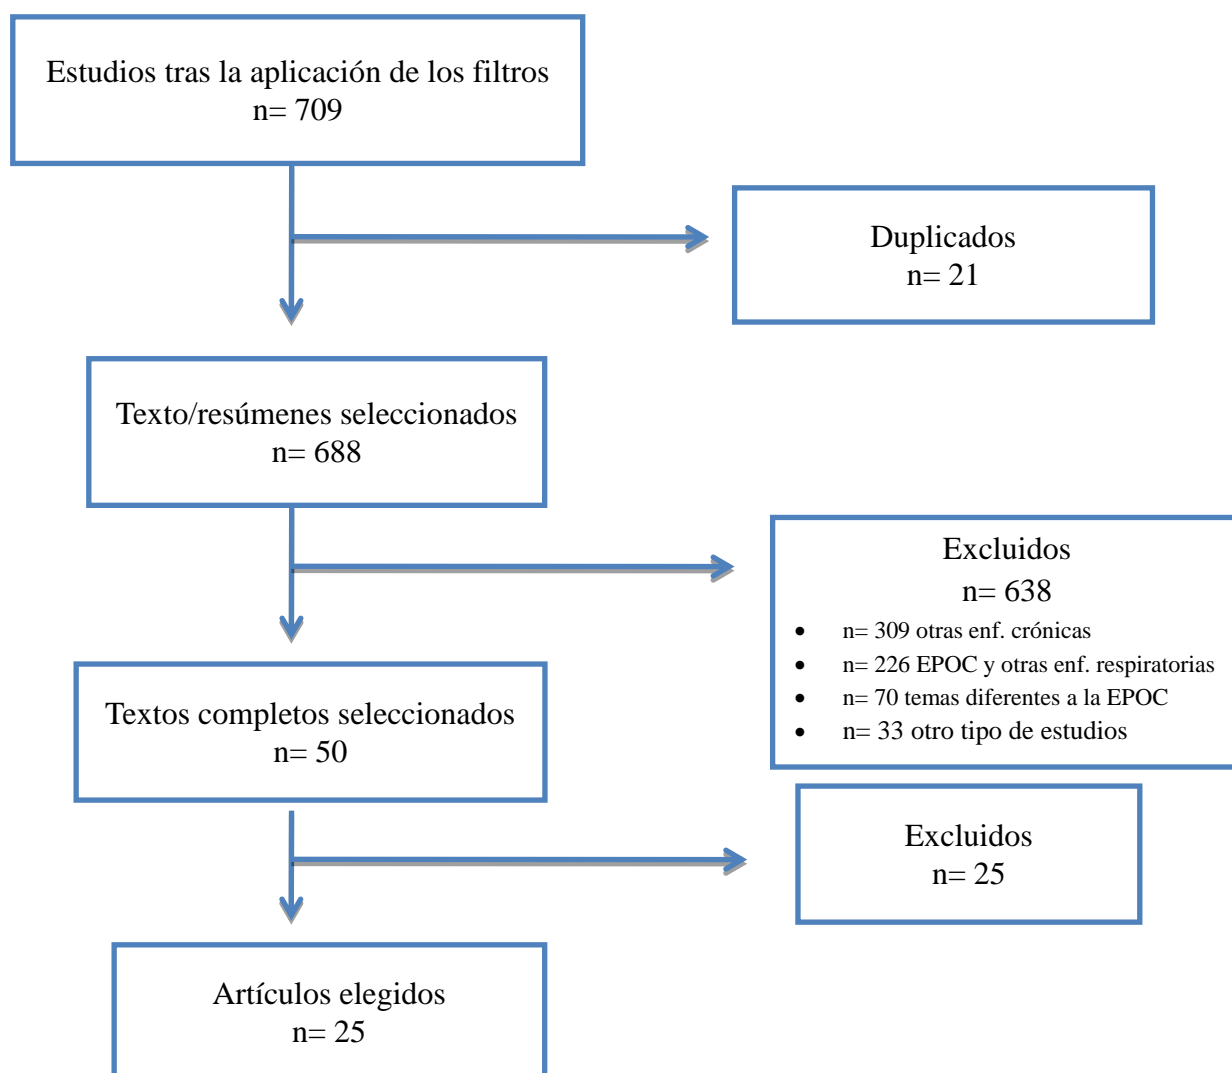 Estudios tras la aplicación de los filtros
n= 709
Duplicados
n= 21
Texto/resúmenes seleccionados
n= 688
Excluidos
n= 638
• n= 309 otras enf. crónicas
• n= 226 EPOC y otras enf. respiratorias
• n= 70 temas diferentes a la EPOC
• n= 33 otro tipo de estudios
Textos completos seleccionados
n= 50
Excluidos
n= 25
Artículos elegidos
n= 25